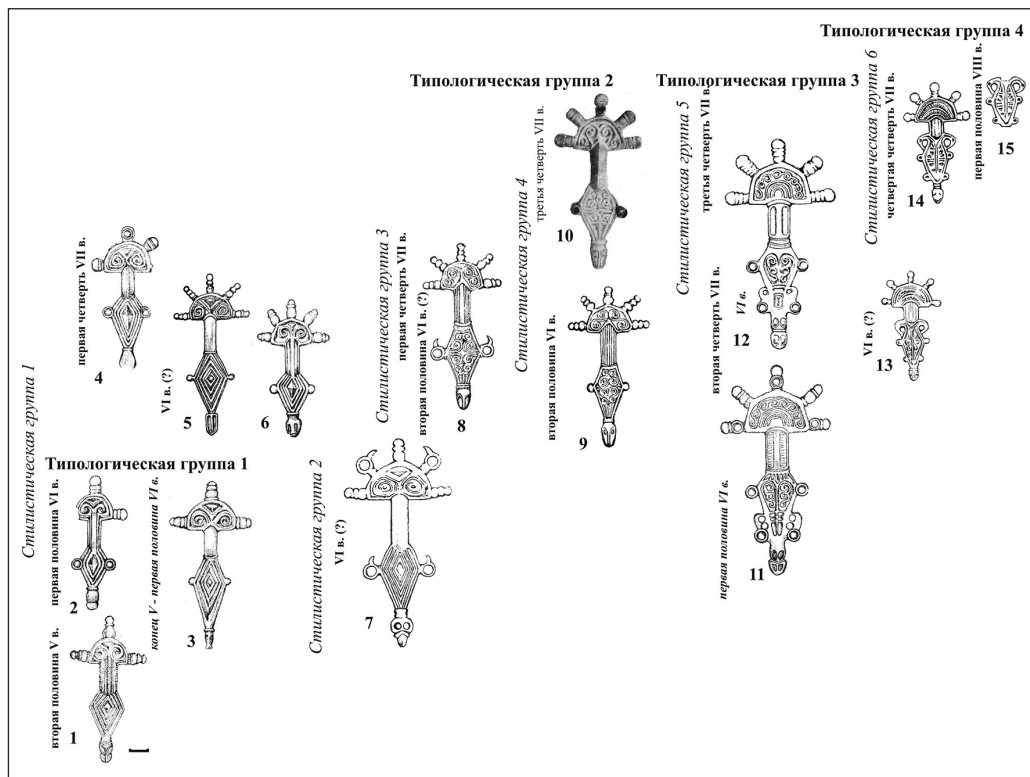 Типологическая группа 4
Стилистическая группа 6
четвертая четверть VII в.
первая половина VIII в.
14
15
VI в. (?)
13
Типологическая группа 3
Стилистическая группа 5
третья четверть VII в.
12
вторая четверть VII в.
VI в.
первая половина VI в.
11
Типологическая группа 2
Стилистическая группа 4
третья четверть VII в.
10
вторая половина VI в.
9
Стилистическая группа 3
первая четверть VII в.
вторая половина VI в. (?)
8
Стилистическая группа 2
VI в. (?)
7
Стилистическая группа 1
первая четверть VII в.
4
VI в. (?)
5
6
Типологическая группа 1
первая половина VI в.
2
конец V - первая половина VI в.
3
вторая половина V в.
1